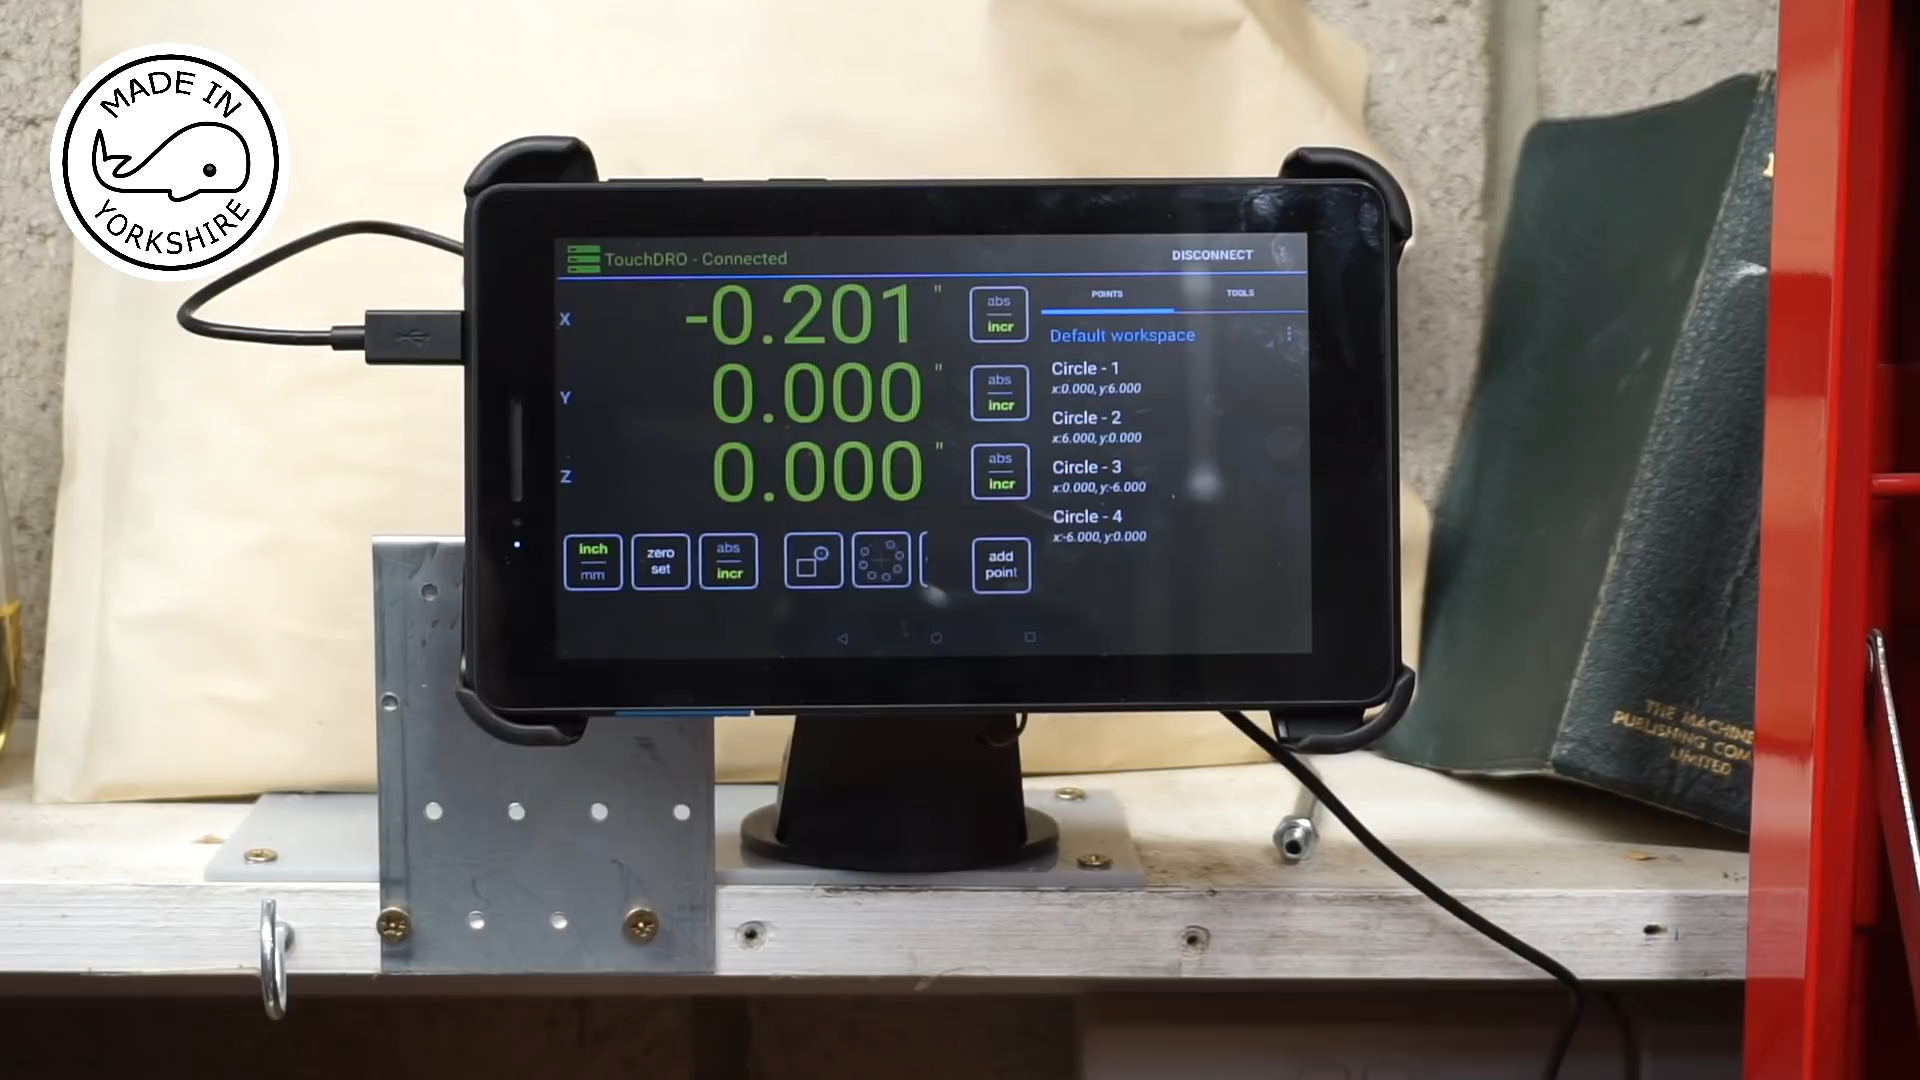 MADE IN
YORKSHIRE
TouchDRO - Connected
DISCONNECT
X
-0.201"
abs
incr
Y
0.000"
abs
incr
Z
0.000"
abs
incr
inch
mm
zero
set
abs
incr
add
point
POINTS
TOOLS
Default workspace
Circle - 1
x:0.000, y:6.000
Circle - 2
x:6.000, y:0.000
Circle - 3
x:0.000, y:-6.000
Circle - 4
x:-6.000, y:0.000
THE MACHINE
PUBLISHING COM
LIMITED